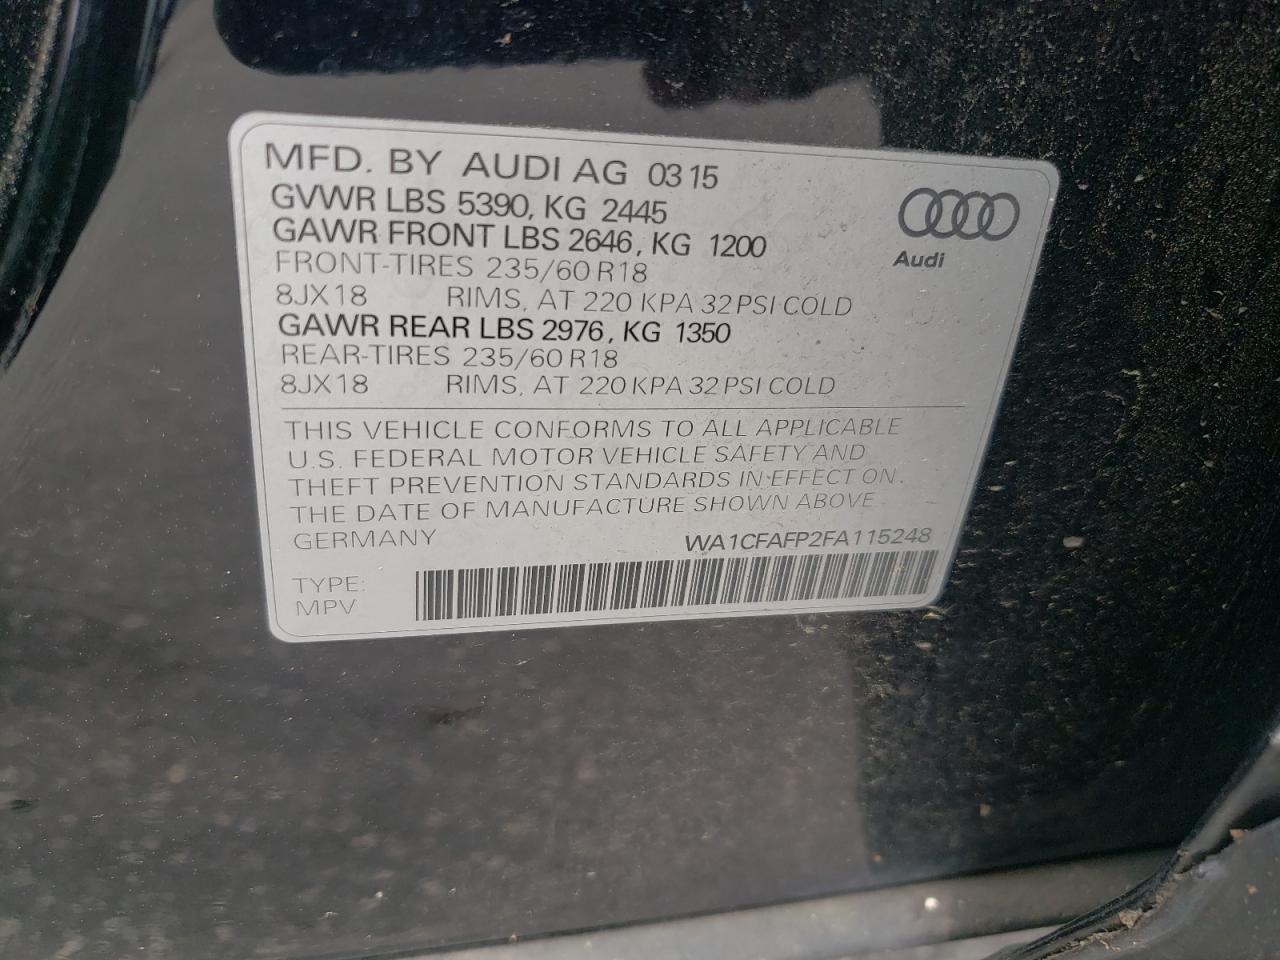 MFD. BY AUDI AG 03 15
GVWR LBS 5390, KG 2445
GAWR FRONT LBS 2646, KG 1200
FRONT-TIRES 235/60 R18
8JX18 RIMS, AT 220 KPA 32 PSI COLD
GAWR REAR LBS 2976, KG 1350
REAR-TIRES 235/60 R18
8JX18 RIMS, AT 220 KPA 32 PSI COLD
Audi
THIS VEHICLE CONFORMS TO ALL APPLICABLE
U.S. FEDERAL MOTOR VEHICLE SAFETY AND
THEFT PREVENTION STANDARDS IN EFFECT ON
THE DATE OF MANUFACTURE SHOWN ABOVE
GERMANY WA1CFAFP2FA115248
TYPE:
MPV